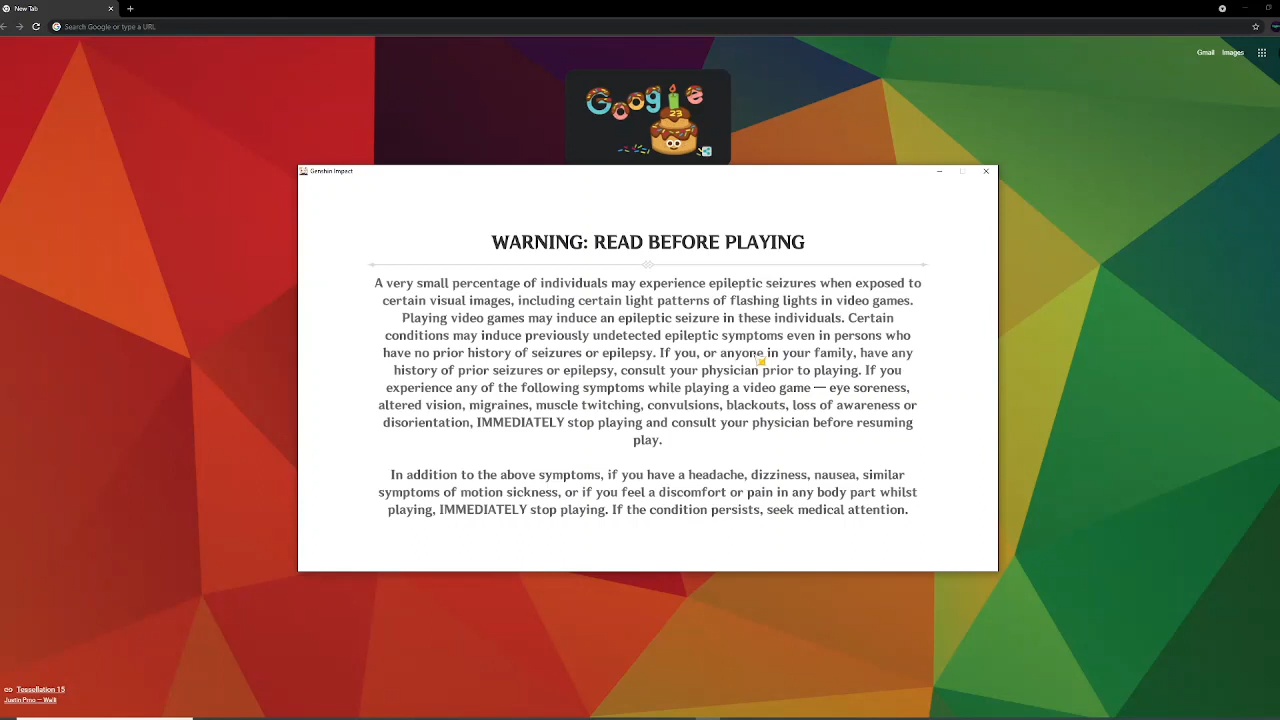 New Tab
Search Google or type a URL
Gmail Images
Google
23
Genshin Impact
WARNING: READ BEFORE PLAYING
A very small percentage of individuals may experience epileptic seizures when exposed to
certain visual images, including certain light patterns of flashing lights in video games.
Playing video games may induce an epileptic seizure in these individuals. Certain
conditions may induce previously undetected epileptic symptoms even in persons who
have no prior history of seizures or epilepsy. If you, or anyone in your family, have any
history of prior seizures or epilepsy, consult your physician prior to playing. If you
experience any of the following symptoms while playing a video game — eye soreness,
altered vision, migraines, muscle twitching, convulsions, blackouts, loss of awareness or
disorientation, IMMEDIATELY stop playing and consult your physician before resuming
play.
In addition to the above symptoms, if you have a headache, dizziness, nausea, similar
symptoms of motion sickness, or if you feel a discomfort or pain in any body part whilst
playing, IMMEDIATELY stop playing. If the condition persists, seek medical attention.
Tessellation 15
Justin Prno — Walli